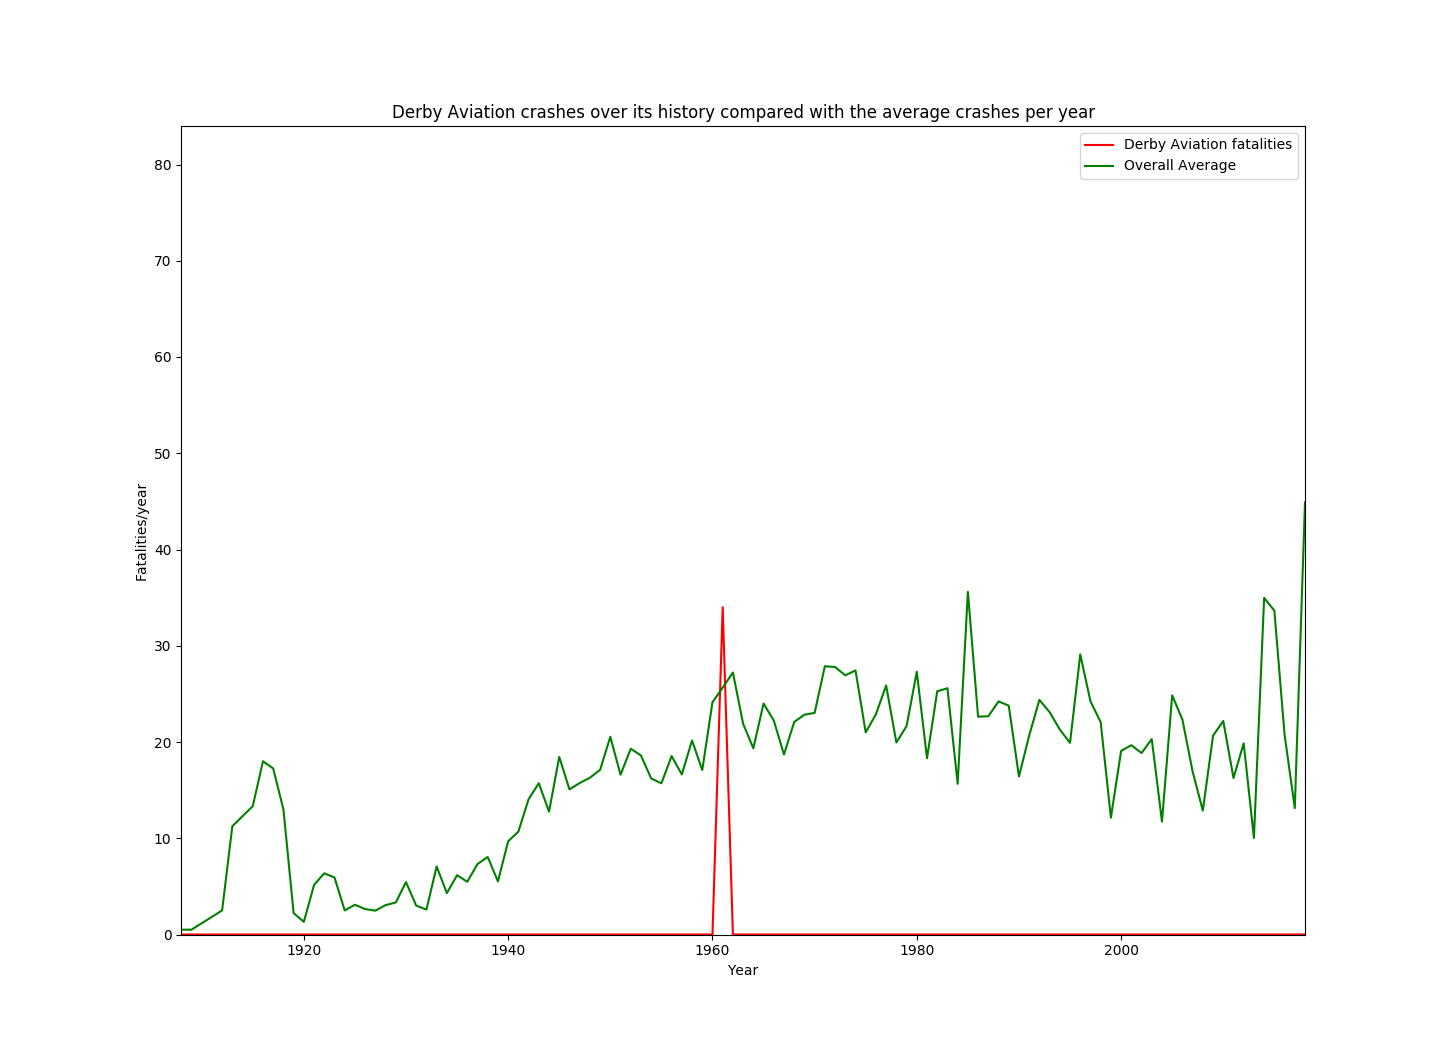 Derby Aviation crashes over its history compared with the average crashes per year
Derby Aviation fatalities
Overall Average
80
70
60
50
40
30
20
10
0
Fatalities/year
1920 1940 1960 1980 2000
Year